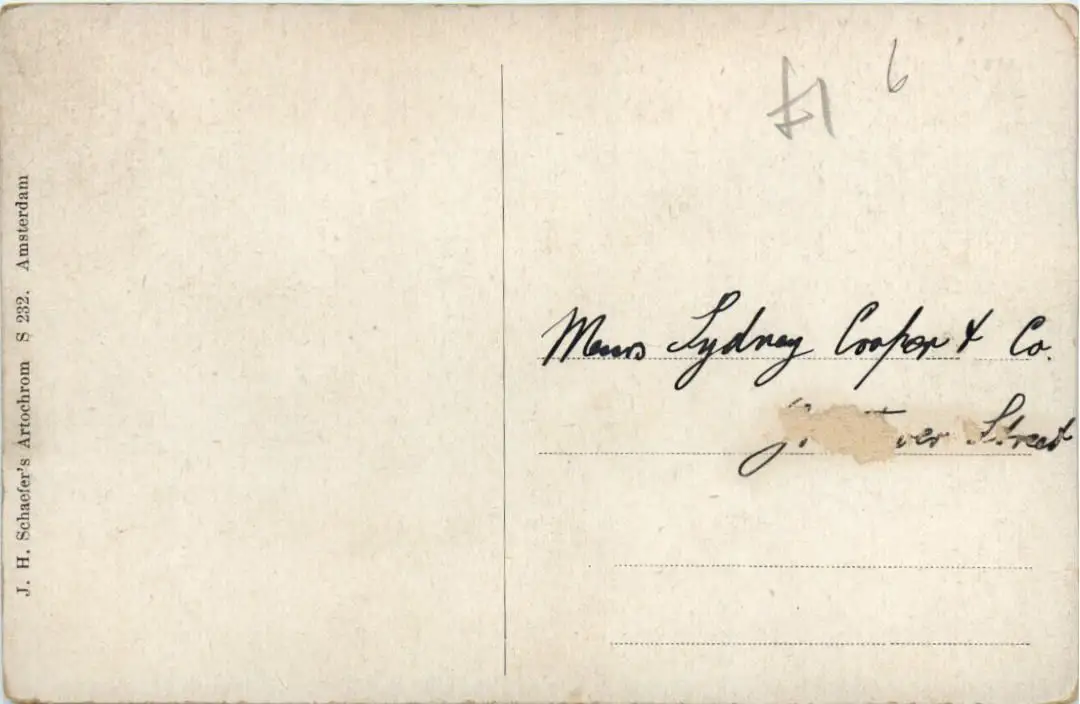 J. H. Schaefer's Artochrom S 232. Amsterdam
£1 6
Messrs Sydney Cooper & Co.
Street